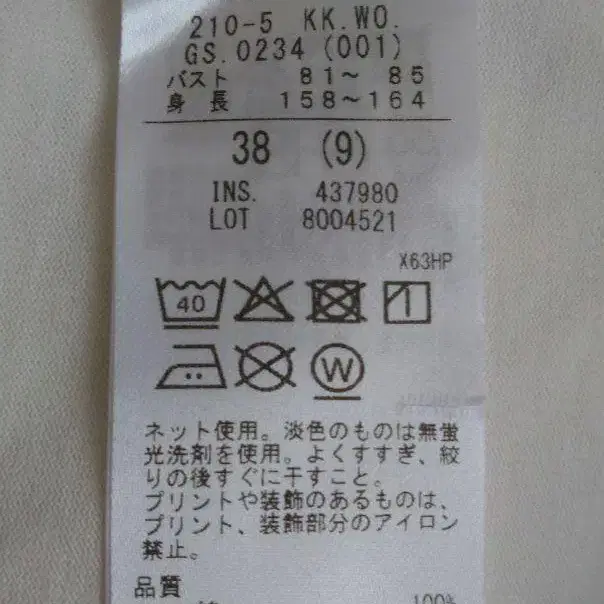 210-5 KK.WO.
GS.0234 (001)
バスト 81～ 85
身 長 158～164
38 (9)
INS. 437980
LOT 8004521
X63HP
40
W
ネット使用。淡色のものは無蛍
光洗剤を使用。よくすすぎ、絞
りの後すぐに干すこと。
プリントや装飾のあるものは、
プリント、装飾部分のアイロン
禁止。
品質
100%